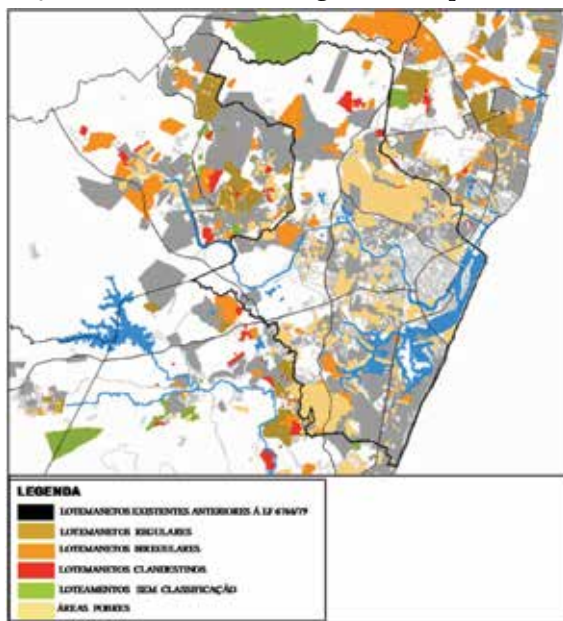 LEGENDA
LOTEMANETOS EXISTENTES ANTERIORES À LF 6766/79
LOTEMANETOS REGULARES
LOTEMANETOS IRREGULARES
LOTEMANETOS CLANDESTINOS
LOTEAMENTOS SEM CLASSIFICAÇÃO
ÁREAS POBRES